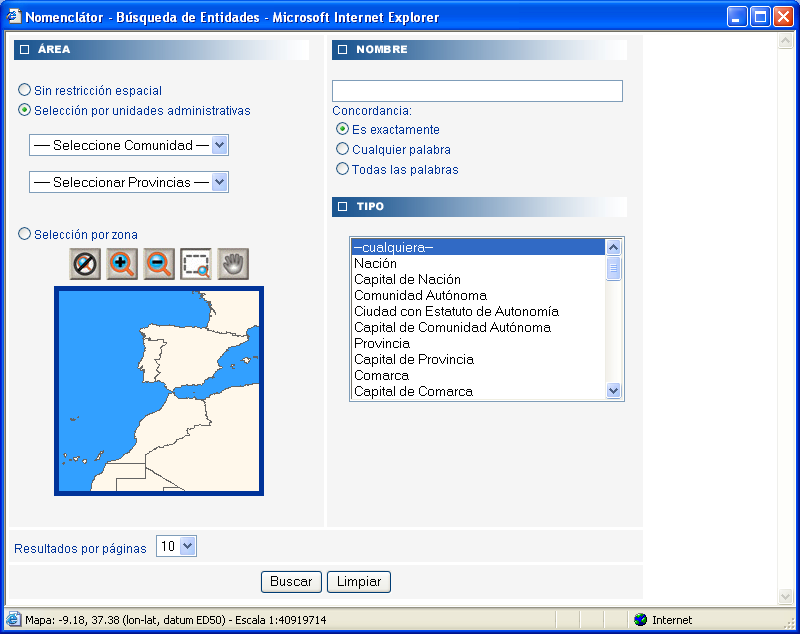 Nomenclátor - Búsqueda de Entidades - Microsoft Internet Explorer
ÁREA
Sin restricción espacial
Selección por unidades administrativas
— Seleccione Comunidad —
— Seleccionar Provincias —
Selección por zona
NOMBRE
Concordancia:
Es exactamente
Cualquier palabra
Todas las palabras
TIPO
--cualquiera--
Nación
Capital de Nación
Comunidad Autónoma
Ciudad con Estatuto de Autonomía
Capital de Comunidad Autónoma
Provincia
Capital de Provincia
Comarca
Capital de Comarca
Resultados por páginas 10
Buscar Limpiar
Mapa: -9.18, 37.38 (lon-lat, datum ED50) - Escala 1:40919714 Internet